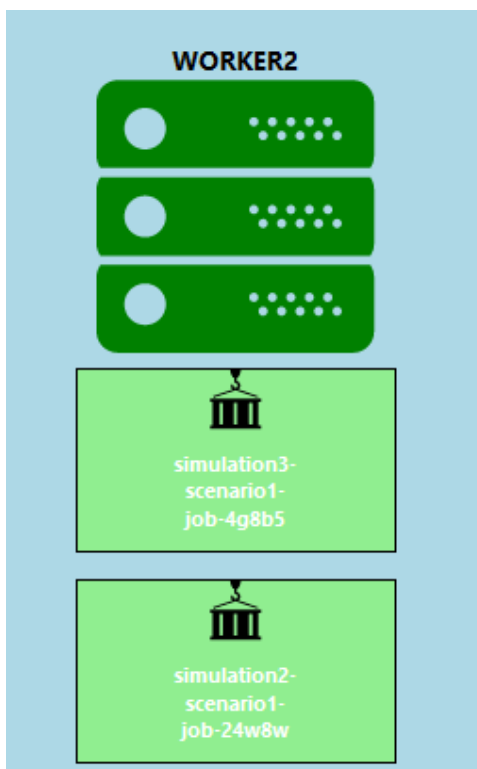 WORKER2
simulation3-
scenario1-
job-4g8b5
simulation2-
scenario1-
job-24w8w